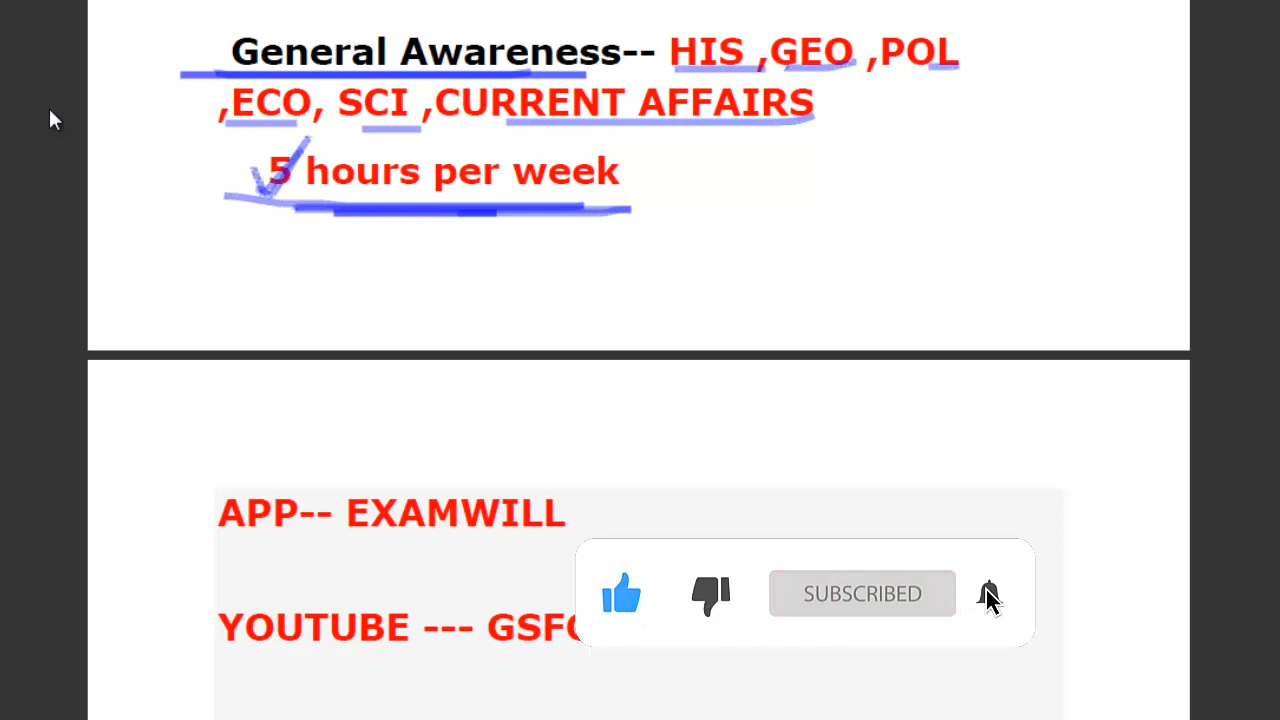 General Awareness-- HIS ,GEO ,POL
,ECO, SCI ,CURRENT AFFAIRS
5 hours per week
APP-- EXAMWILL
YOUTUBE ---
SUBSCRIBED